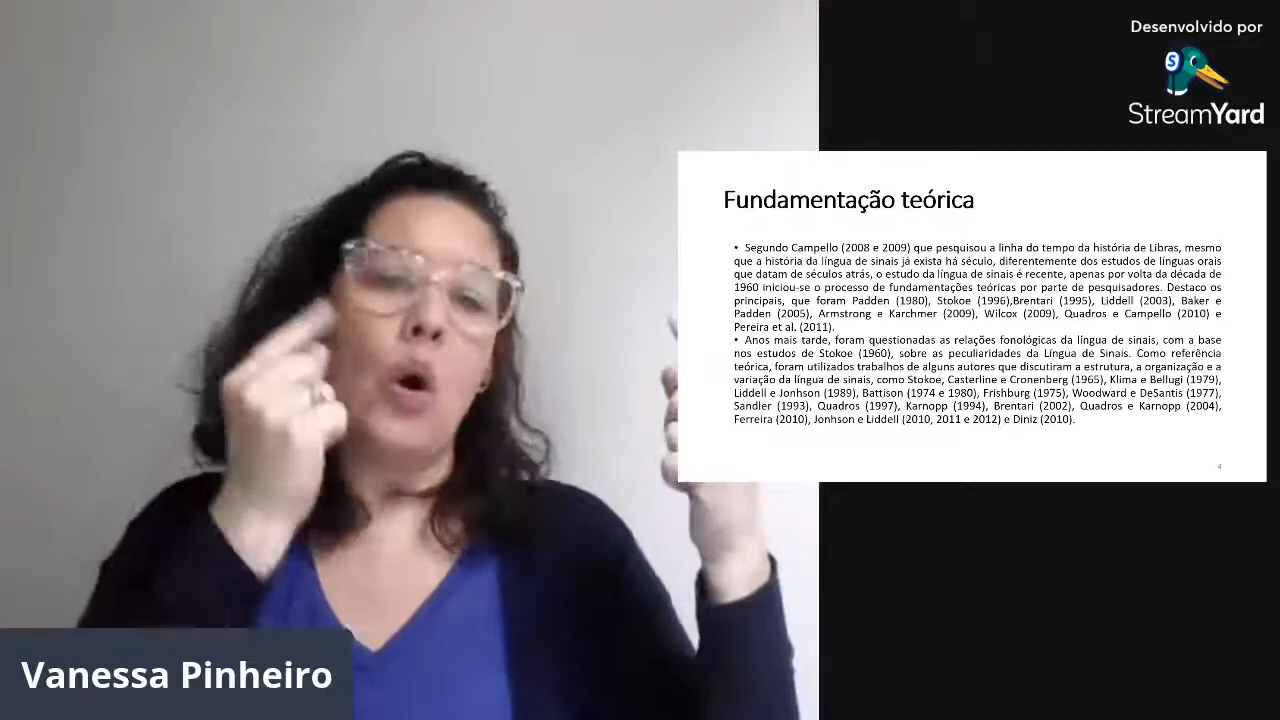 Desenvolvido por
StreamYard
Fundamentação teórica
• Segundo Campello (2008 e 2009) que pesquisou a linha do tempo da história de Libras, mesmo
que a história da língua de sinais já exista há século, diferentemente dos estudos de línguas orais
que datam de séculos atrás, o estudo da língua de sinais é recente, apenas por volta da década de
1960 iniciou-se o processo de fundamentações teóricas por parte de pesquisadores. Destaco os
principais, que foram Padden (1980), Stokoe (1996),Brentari (1995), Liddell (2003), Baker e
Padden (2005), Armstrong e Karchmer (2009), Wilcox (2009), Quadros e Campello (2010) e
Pereira et al. (2011).
• Anos mais tarde, foram questionadas as relações fonológicas da língua de sinais, com a base
nos estudos de Stokoe (1960), sobre as peculiaridades da Língua de Sinais. Como referência
teórica, foram utilizados trabalhos de alguns autores que discutiram a estrutura, a organização e a
variação da língua de sinais, como Stokoe, Casterline e Cronenberg (1965), Klima e Bellugi (1979),
Liddell e Jonhson (1989), Battison (1974 e 1980), Frishburg (1975), Woodward e DeSantis (1977),
Sandler (1993), Quadros (1997), Karnopp (1994), Brentari (2002), Quadros e Karnopp (2004),
Ferreira (2010), Jonhson e Liddell (2010, 2011 e 2012) e Diniz (2010).
4
Vanessa Pinheiro